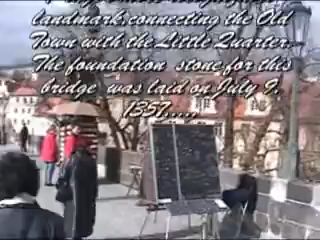 landmarks connecting the Old
Town with the Little Quarter.
The foundation stone for this
bridge was laid on July 9.
1357.....